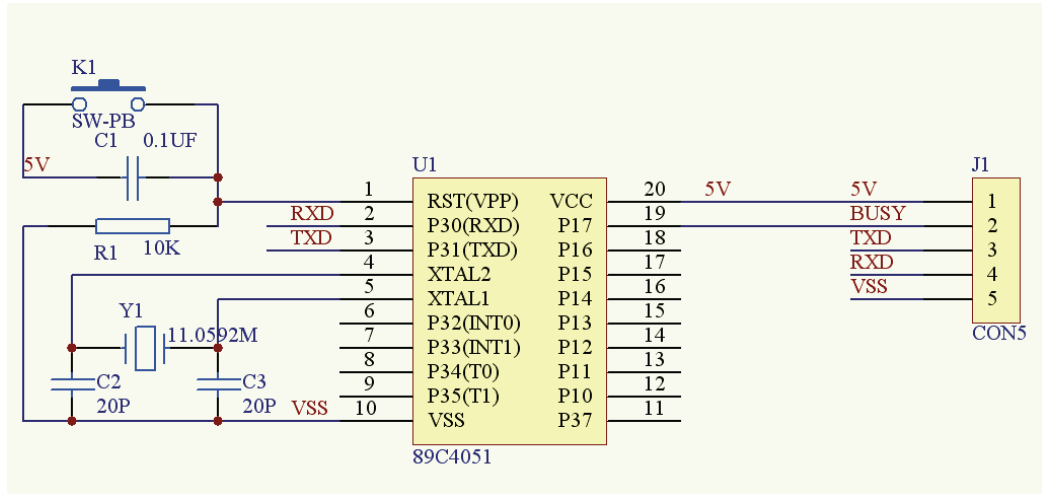 K1
SW-PB
C1 0.1UF
5V
R1 10K
Y1
11.0592M
C2
20P
C3
20P
RXD
TXD
VSS
U1
1 RST(VPP) VCC 20
2 P30(RXD) P17 19
3 P31(TXD) P16 18
4 XTAL2 P15 17
5 XTAL1 P14 16
6 P32(INT0) P13 15
7 P33(INT1) P12 14
8 P34(T0) P11 13
9 P35(T1) P10 12
10 VSS P37 11
89C4051
5V
J1
5V 1
BUSY 2
TXD 3
RXD 4
VSS 5
CON5